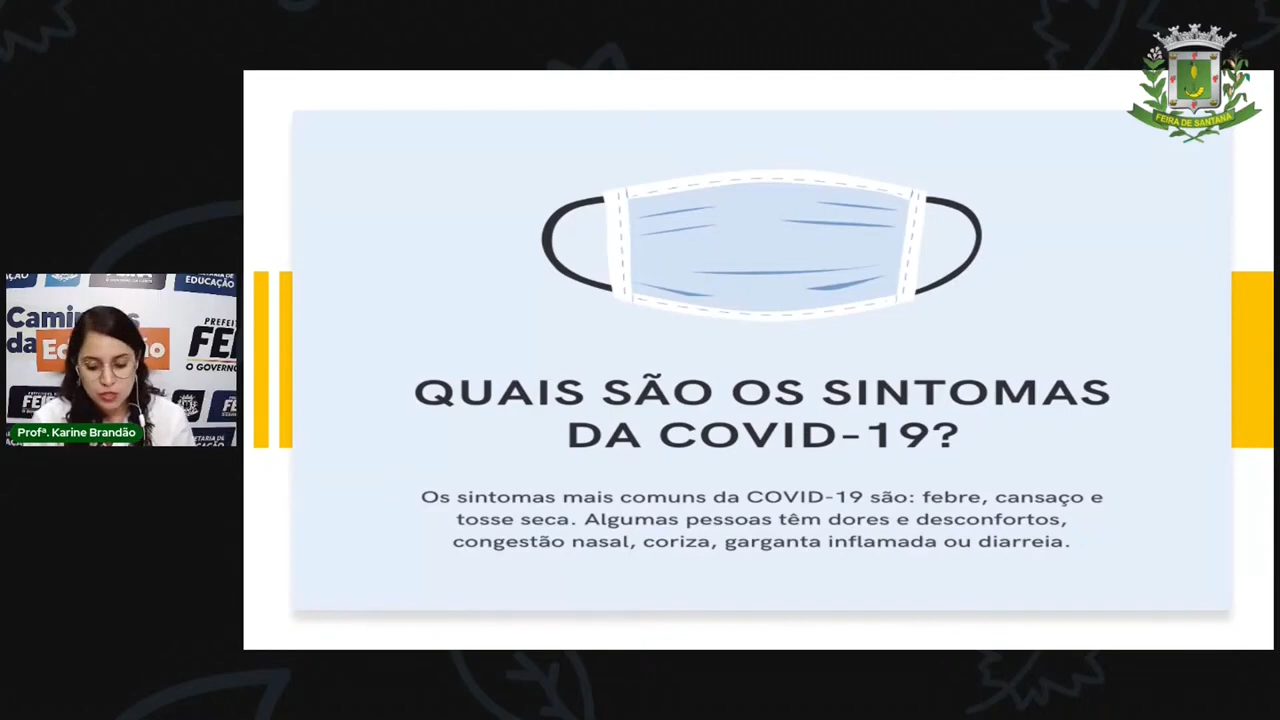 FEIRA DE SANTANA
QUAIS SÃO OS SINTOMAS
DA COVID-19?
Os sintomas mais comuns da COVID-19 são: febre, cansaço e
tosse seca. Algumas pessoas têm dores e desconfortos,
congestão nasal, coriza, garganta inflamada ou diarreia.
EDUCAÇÃO
PREFEI
FEI
O GOVERNO
Profª. Karine Brandão